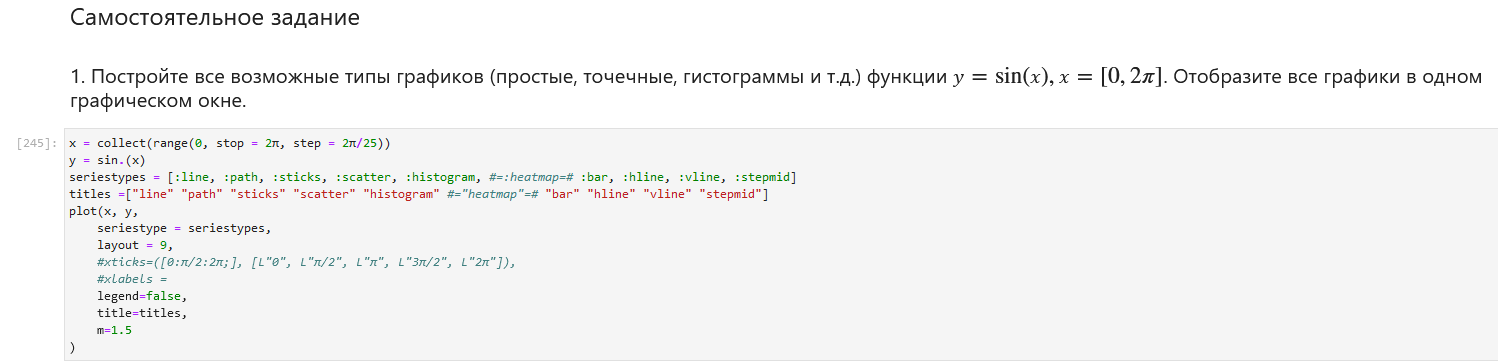 Самостоятельное задание
1. Постройте все возможные типы графиков (простые, точечные, гистограммы и т.д.) функции y = sin(x), x = [0, 2π]. Отобразите все графики в одном
графическом окне.
[245]: x = collect(range(0, stop = 2π, step = 2π/25))
y = sin.(x)
seriestypes = [:line, :path, :sticks, :scatter, :histogram, #=:heatmap=# :bar, :hline, :vline, :stepmid]
titles =["line" "path" "sticks" "scatter" "histogram" #="heatmap"=# "bar" "hline" "vline" "stepmid"]
plot(x, y,
    seriestype = seriestypes,
    layout = 9,
    #xticks=([0:π/2:2π;], [L"0", L"π/2", L"π", L"3π/2", L"2π"]),
    #xlabels =
    legend=false,
    title=titles,
    m=1.5
)